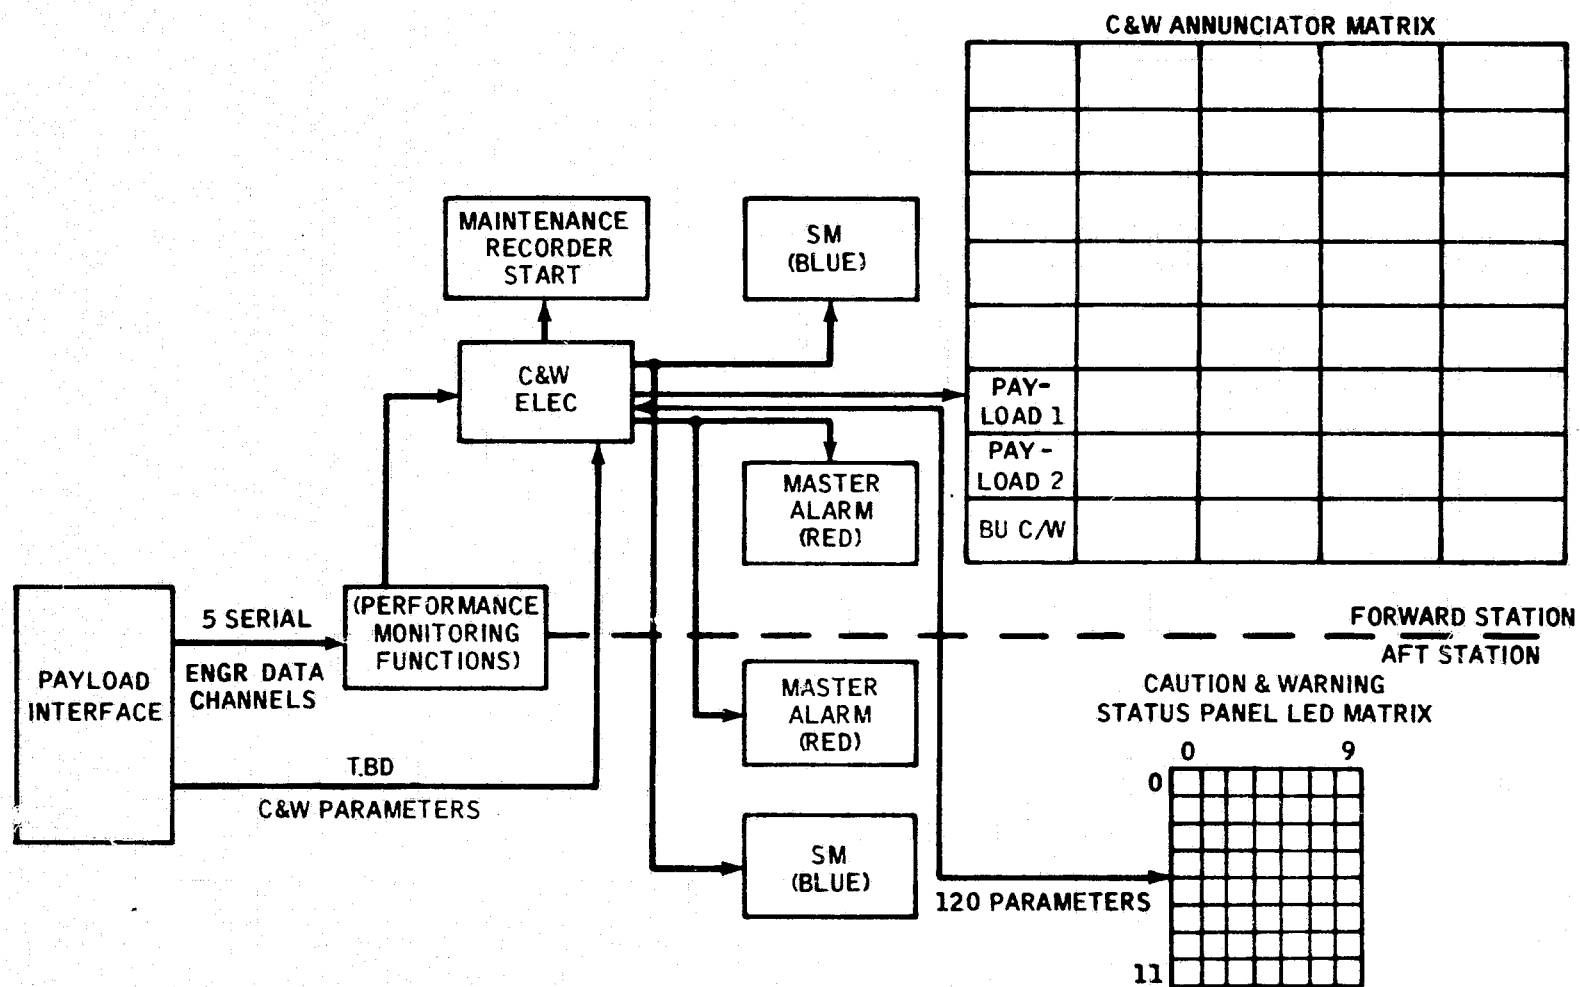 C&W ANNUNCIATOR MATRIX
MAINTENANCE
RECORDER
START
SM
(BLUE)
C&W
ELEC
PAY-
LOAD 1
PAY-
LOAD 2
BU C/W
MASTER
ALARM
(RED)
5 SERIAL
ENGR DATA
CHANNELS
(PERFORMANCE
MONITORING
FUNCTIONS)
FORWARD STATION
AFT STATION
PAYLOAD
INTERFACE
MASTER
ALARM
(RED)
CAUTION & WARNING
STATUS PANEL LED MATRIX
0 9
0
11
TBD
C&W PARAMETERS
SM
(BLUE)
120 PARAMETERS